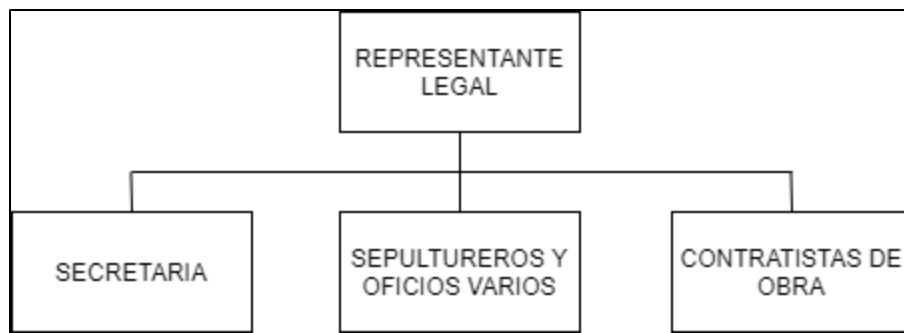 REPRESENTANTE
LEGAL
SECRETARIA
SEPULTUREROS Y
OFICIOS VARIOS
CONTRATISTAS DE
OBRA